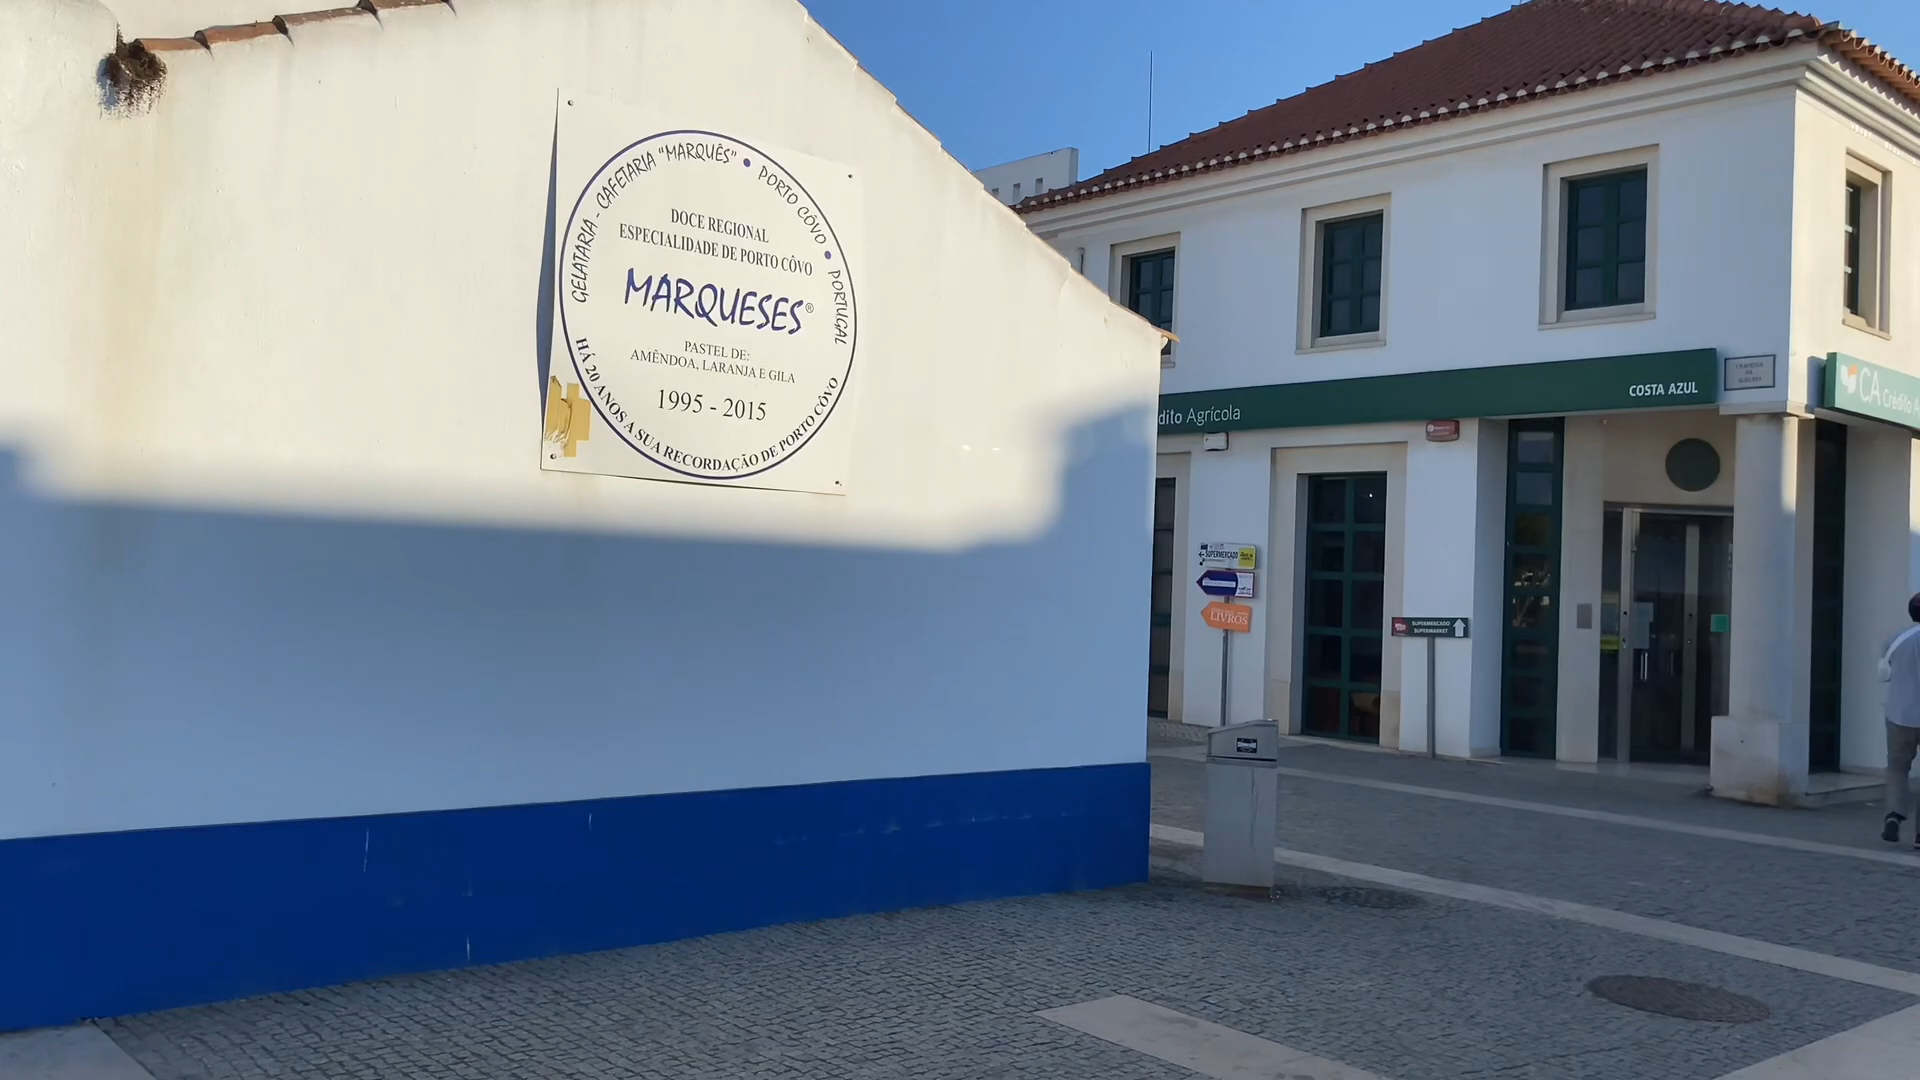 GELATARIA - CAFETARIA "MARQUÊS" • PORTO CÔVO • PORTUGAL
DOCE REGIONAL
ESPECIALIDADE DE PORTO CÔVO
MARQUESES®
PASTEL DE:
AMÊNDOA, LARANJA E GILA
1995 - 2015
HÁ 20 ANOS A SUA RECORDAÇÃO DE PORTO CÔVO
dito Agrícola
COSTA AZUL
CA Crédito A
SUPERMERCADO
LIVROS
SUPERMERCADO
SUPERMARKET